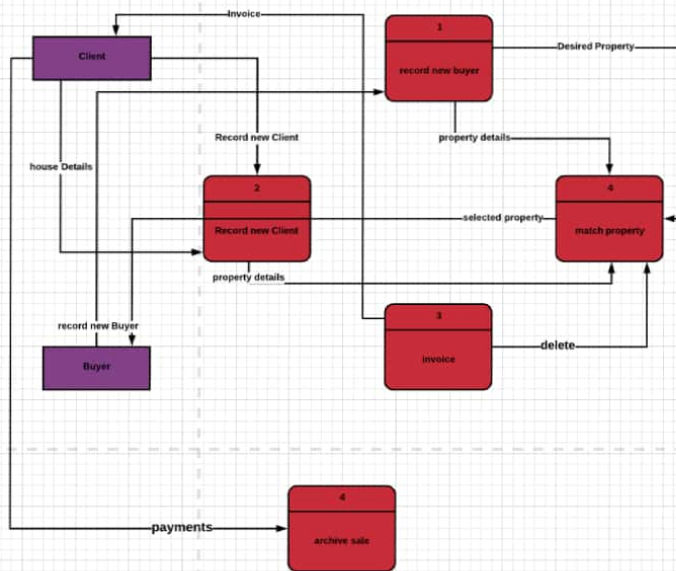 Invoice
1
Client
Desired Property
record new buyer
Record new Client
property details
house Details
2
4
selected property
Record new Client
match property
property details
3
record new Buyer
delete
invoice
Buyer
4
payments
archive sale